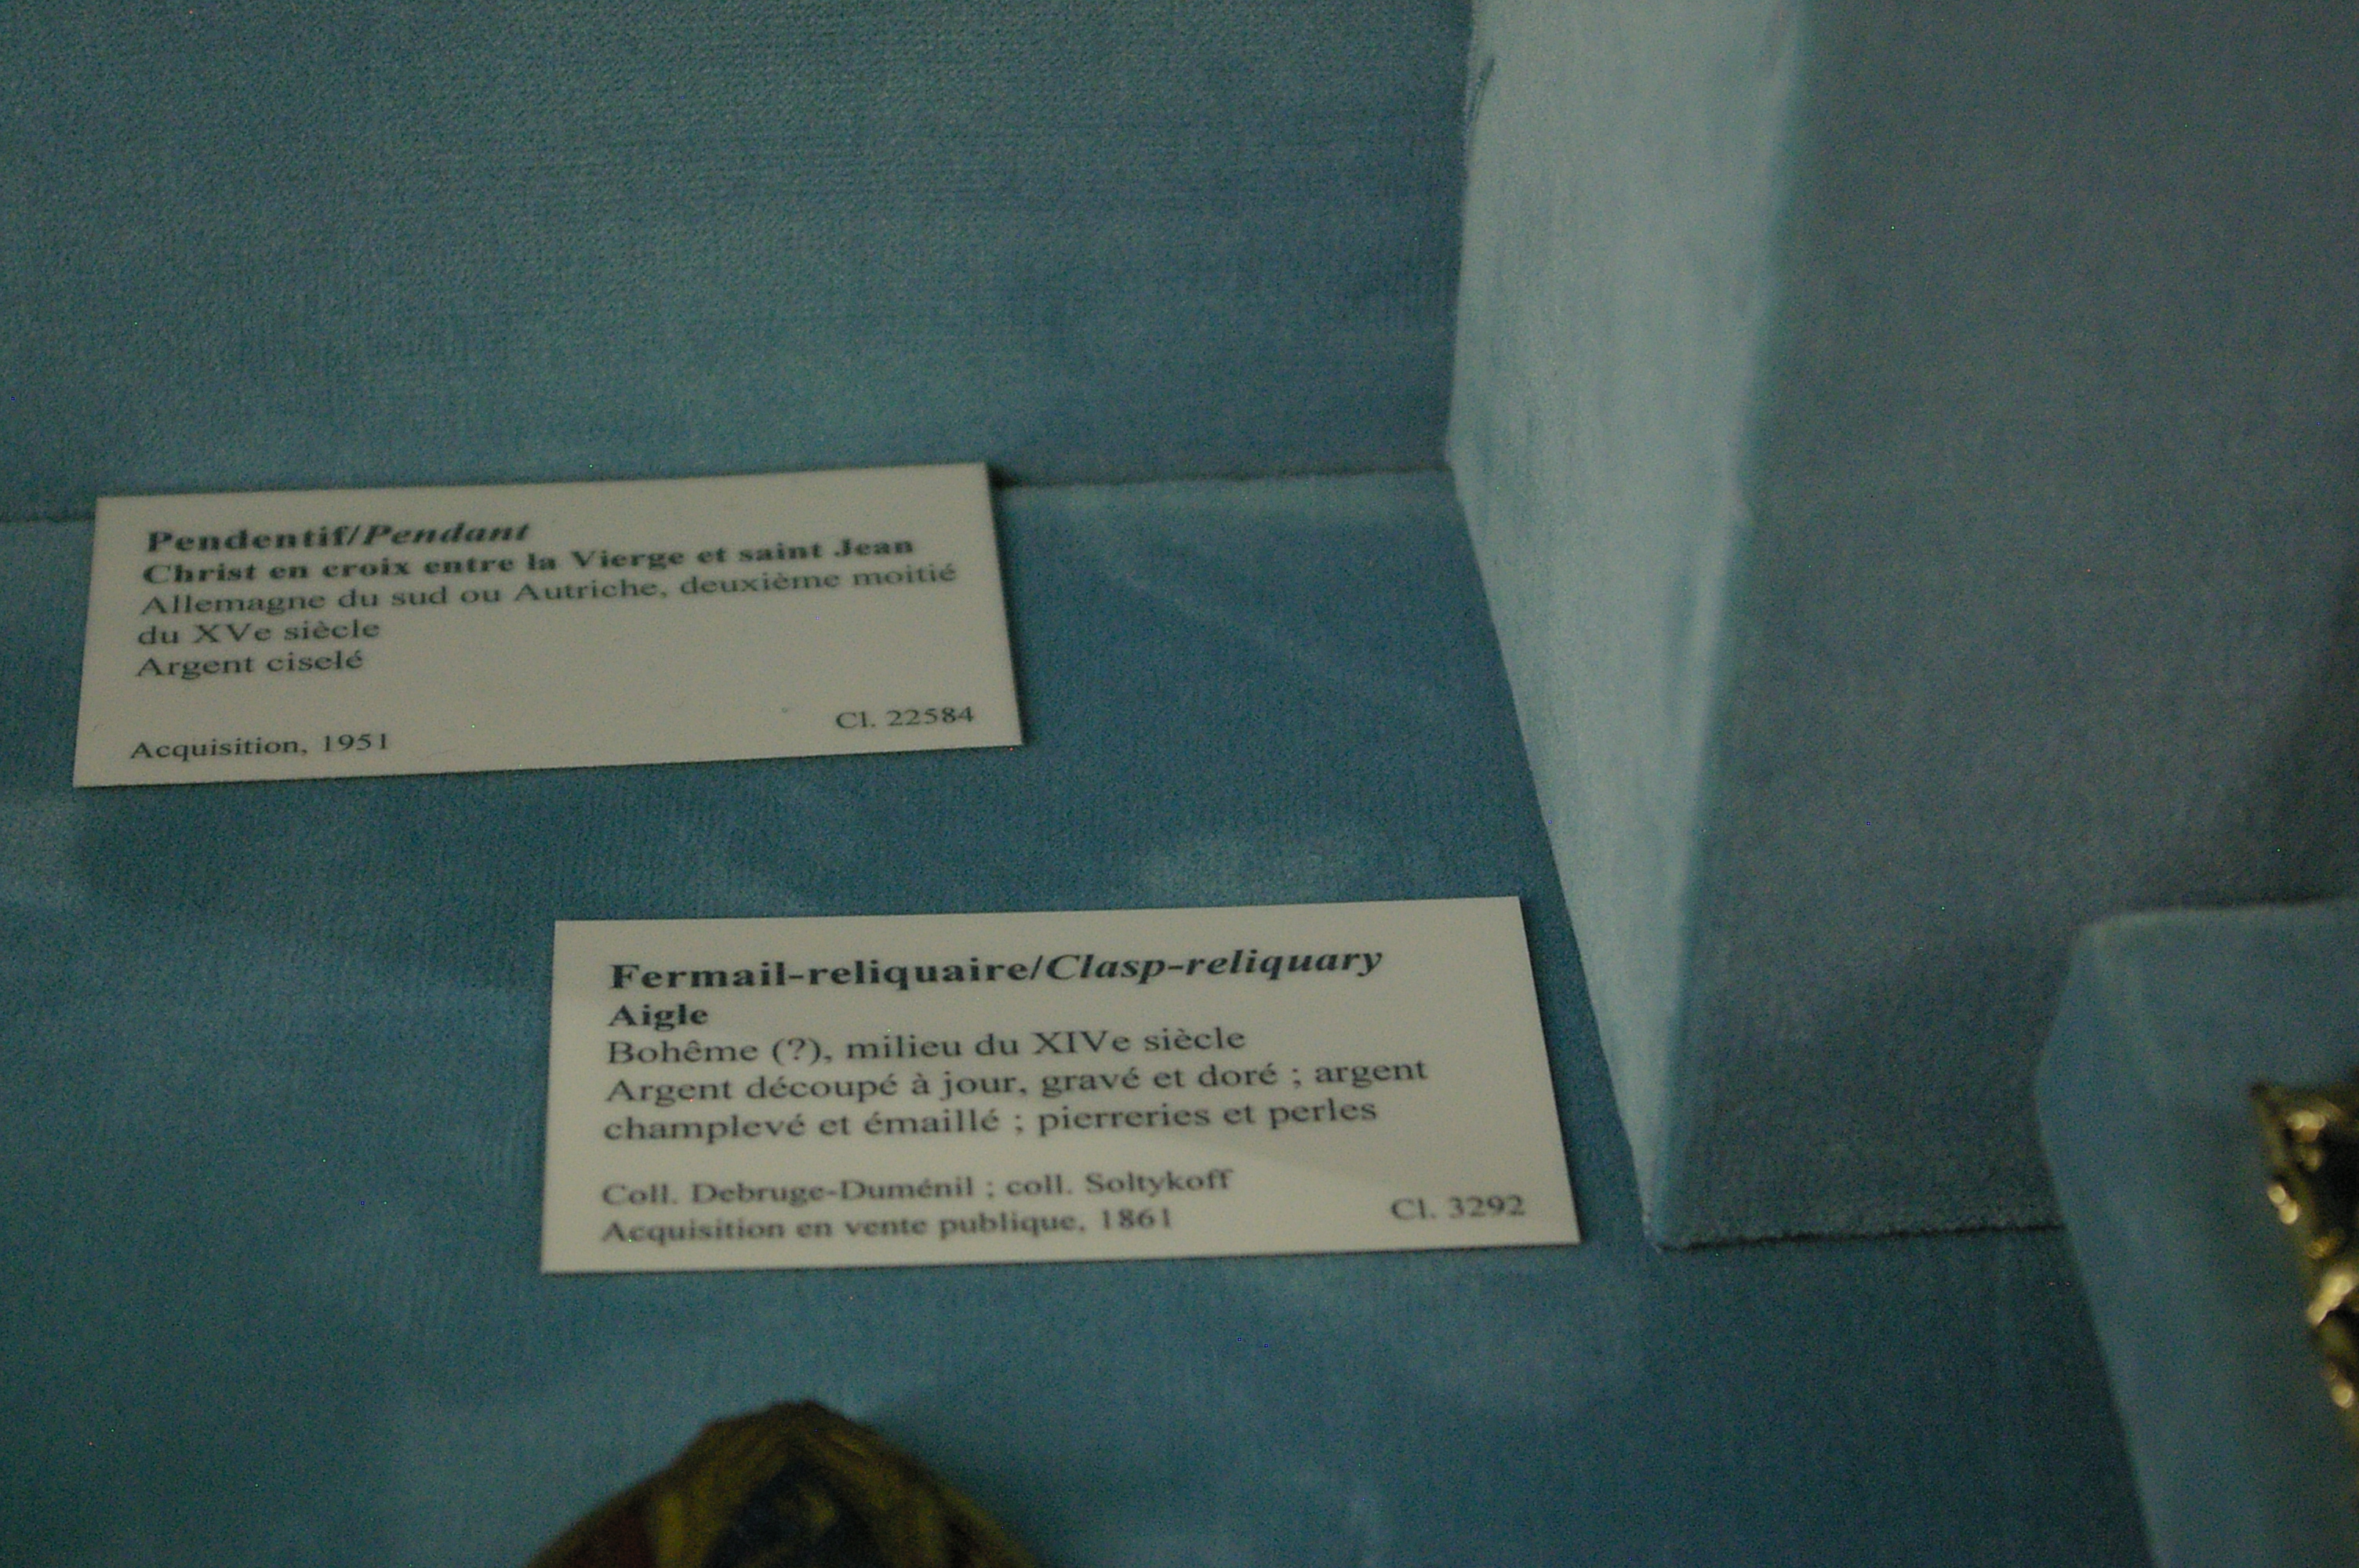 Pendentif/Pendant
Christ en croix entre la Vierge et saint Jean
Allemagne du sud ou Autriche, deuxième moitié
du XVe siècle
Argent ciselé
Cl. 22584
Acquisition, 1951
Fermail-reliquaire/Clasp-reliquary
Aigle
Bohême (?), milieu du XIVe siècle
Argent découpé à jour, gravé et doré ; argent
champlevé et émaillé ; pierreries et perles
Coll. Debruge-Duménil ; coll. Soltykoff
Acquisition en vente publique, 1861
Cl. 3292